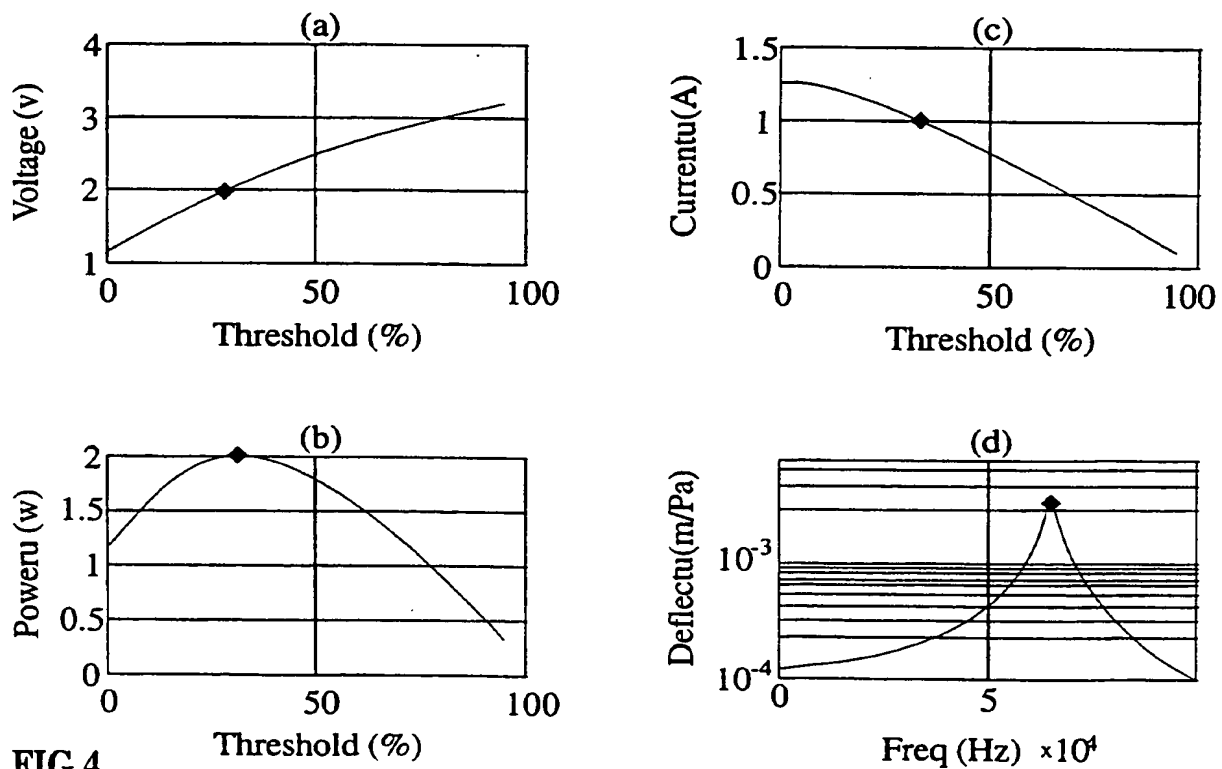 (a)
4
3
2
1
Voltage (v)
0 50 100
Threshold (%)
(c)
1.5
1
0.5
0
Currentu(A)
0 50 100
Threshold (%)
(b)
2
1.5
1
0.5
0
Poweru (w)
0 50 100
Threshold (%)
(d)
10-3
10-4
Deflectu(m/Pa)
0 5
Freq (Hz) ×10⁴
FIG.4